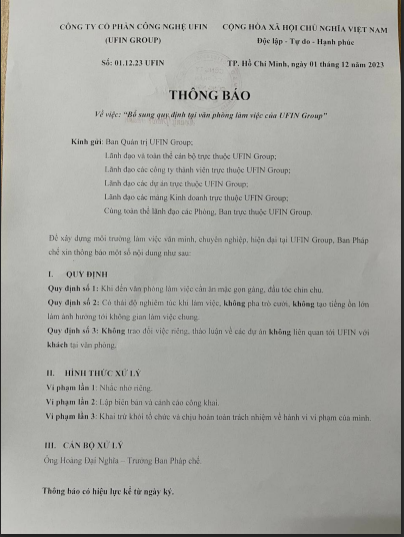 CÔNG TY CỔ PHẦN CÔNG NGHỆ UFIN
(UFIN GROUP)
CỘNG HÒA XÃ HỘI CHỦ NGHĨA VIỆT NAM
Độc lập - Tự do - Hạnh phúc
Số: 01.12.23 UFIN
TP. Hồ Chí Minh, ngày 01 tháng 12 năm 2023
THÔNG BÁO
Về việc: “Bổ sung quy định tại văn phòng làm việc của UFIN Group”
Kính gửi: Ban Quản trị UFIN Group;
Lãnh đạo và toàn thể cán bộ trực thuộc UFIN Group;
Lãnh đạo các công ty thành viên trực thuộc UFIN Group;
Lãnh đạo các dự án trực thuộc UFIN Group;
Lãnh đạo các mảng Kinh doanh trực thuộc UFIN Group;
Cùng toàn thể lãnh đạo các Phòng, Ban trực thuộc UFIN Group.
Để xây dựng môi trường làm việc văn minh, chuyên nghiệp, hiện đại tại UFIN Group, Ban Pháp
chế xin thông báo một số nội dung như sau:
I. QUY ĐỊNH
Quy định số 1: Khi đến văn phòng làm việc cần ăn mặc gọn gàng, đầu tóc chỉn chu.
Quy định số 2: Có thái độ nghiêm túc khi làm việc, không pha trò cười, không tạo tiếng ồn lớn
làm ảnh hưởng tới không gian làm việc chung.
Quy định số 3: Không trao đổi việc riêng, thảo luận về các dự án không liên quan tới UFIN với
khách tại văn phòng.
II. HÌNH THỨC XỬ LÝ
Vi phạm lần 1: Nhắc nhở riêng.
Vi phạm lần 2: Lập biên bản và cảnh cáo công khai.
Vi phạm lần 3: Khai trừ khỏi tổ chức và chịu hoàn toàn trách nhiệm về hành vi vi phạm của mình.
III. CÁN BỘ XỬ LÝ
Ông Hoàng Đại Nghĩa – Trưởng Ban Pháp chế.
Thông báo có hiệu lực kể từ ngày ký.